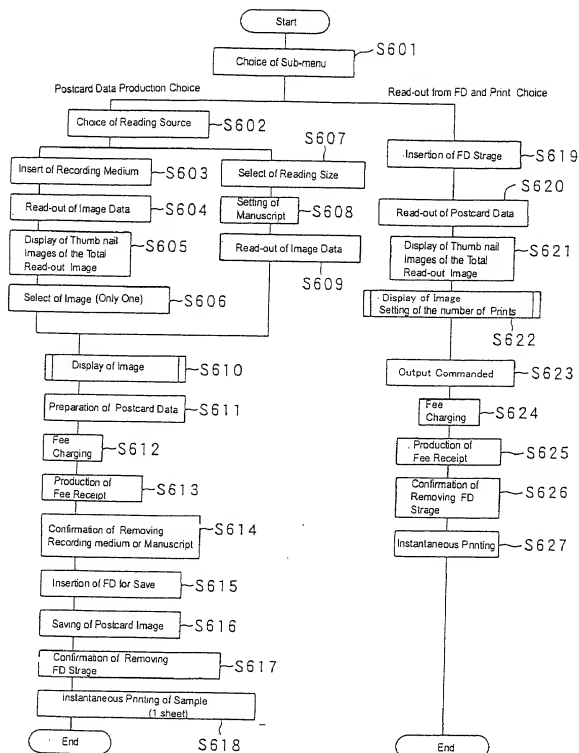 Start
Choice of Sub-menu
S601
Postcard Data Production Choice
Read-out from FD and Print Choice
Choice of Reading Source
S602
Insert of Recording Medium
S603
Read-out of Image Data
S604
Display of Thumb nail
images of the Total
Read-out Image
S605
Select of Image (Only One)
S606
S607
Select of Reading Size
Setting of
Manuscript
S608
Read-out of Image Data
S609
Display of Image
S610
Preparation of Postcard Data
S611
Fee
Charging
S612
Production of
Fee Receipt
S613
Confirmation of Removing
Recording medium or Manuscript
S614
Insertion of FD for Save
S615
Saving of Postcard Image
S616
Confirmation of Removing
FD Strage
S617
Instantaneous Printing of Sample
(1 sheet)
S618
End
Insertion of FD Strage
S619
S620
Read-out of Postcard Data
Display of Thumb nail
images of the Total
Read-out Image
S621
Display of Image
Setting of the number of Prints
S622
Output Commanded
S623
Fee
Charging
S624
Production of
Fee Receipt
S625
Confirmation of
Removing FD
Strage
S626
Instantaneous Printing
S627
End